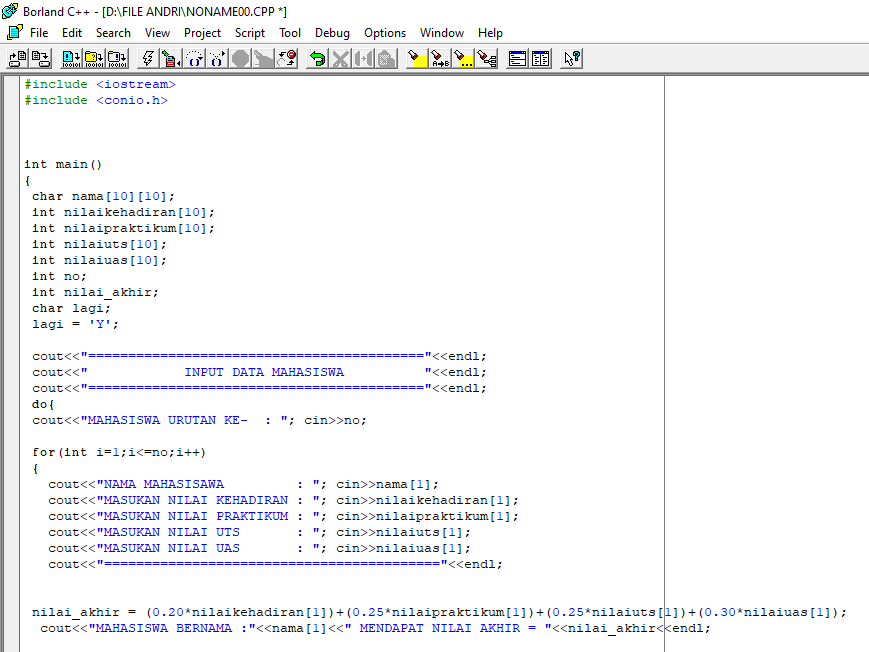 Borland C++ - [D:\FILE ANDRI\NONAME00.CPP *]
File Edit Search View Project Script Tool Debug Options Window Help
#include <iostream>
#include <conio.h>
int main()
{
char nama[10][10];
int nilaikehadiran[10];
int nilaipraktikum[10];
int nilaiuts[10];
int nilaiuas[10];
int no;
int nilai_akhir;
char lagi;
lagi = 'Y';
cout<<"=========================================="<<endl;
cout<<"            INPUT DATA MAHASISWA          "<<endl;
cout<<"=========================================="<<endl;
do{
cout<<"MAHASISWA URUTAN KE-  : "; cin>>no;
for(int i=1;i<=no;i++)
{
cout<<"NAMA MAHASISAWA         : "; cin>>nama[1];
cout<<"MASUKAN NILAI KEHADIRAN : "; cin>>nilaikehadiran[1];
cout<<"MASUKAN NILAI PRAKTIKUM : "; cin>>nilaipraktikum[1];
cout<<"MASUKAN NILAI UTS       : "; cin>>nilaiuts[1];
cout<<"MASUKAN NILAI UAS       : "; cin>>nilaiuas[1];
cout<<"=========================================="<<endl;
nilai_akhir = (0.20*nilaikehadiran[1])+(0.25*nilaipraktikum[1])+(0.25*nilaiuts[1])+(0.30*nilaiuas[1]);
cout<<"MAHASISWA BERNAMA :"<<nama[1]<<" MENDAPAT NILAI AKHIR = "<<nilai_akhir<<endl;